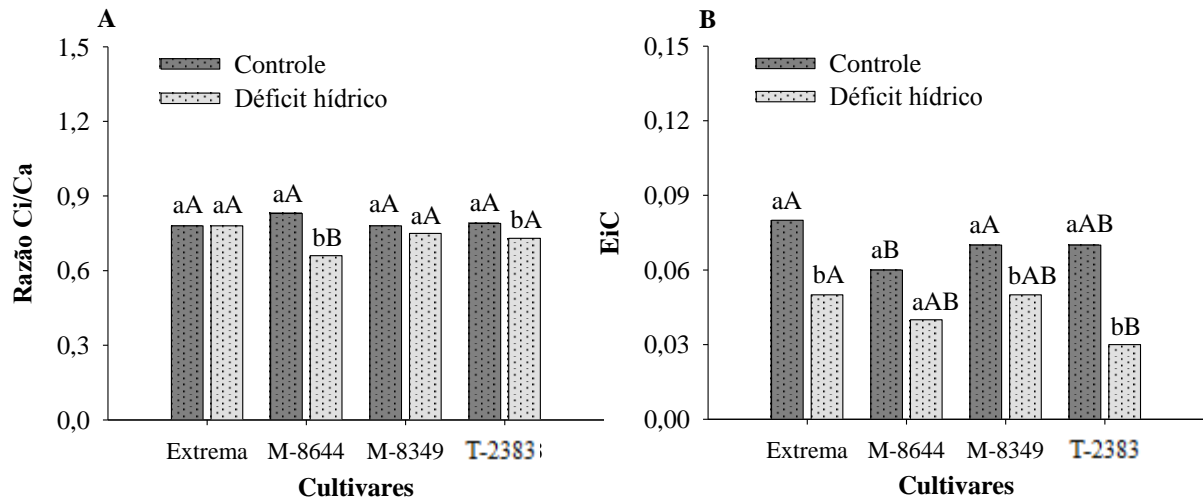 A
Razão Ci/Ca
1,5
1,2
0,9
0,6
0,3
0,0
Controle
Déficit hídrico
aA aA
aA
bB
aA
aA
aA
bA
Extrema M-8644 M-8349 T-2383
Cultivares
B
EiC
0,15
0,12
0,09
0,06
0,03
0,00
Controle
Déficit hídrico
aA
bA
aB
aAB
aA
bAB
aAB
bB
Extrema M-8644 M-8349 T-2383
Cultivares